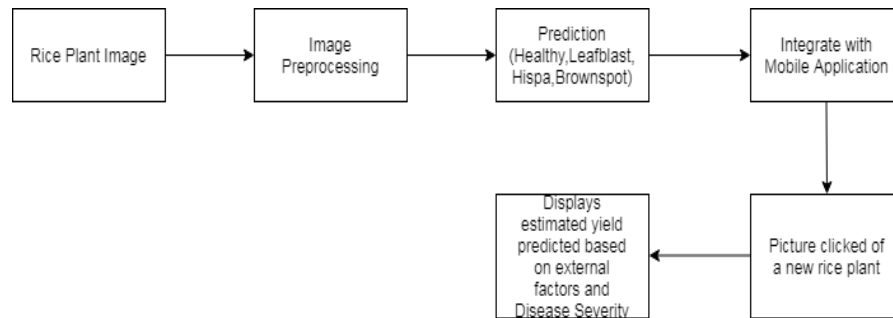 Rice Plant Image
Image
Preprocessing
Prediction
(Healthy,Leafblast,
Hispa,Brownspot)
Integrate with
Mobile Application
Picture clicked of
a new rice plant
Displays
estimated yield
predicted based
on external
factors and
Disease Severity